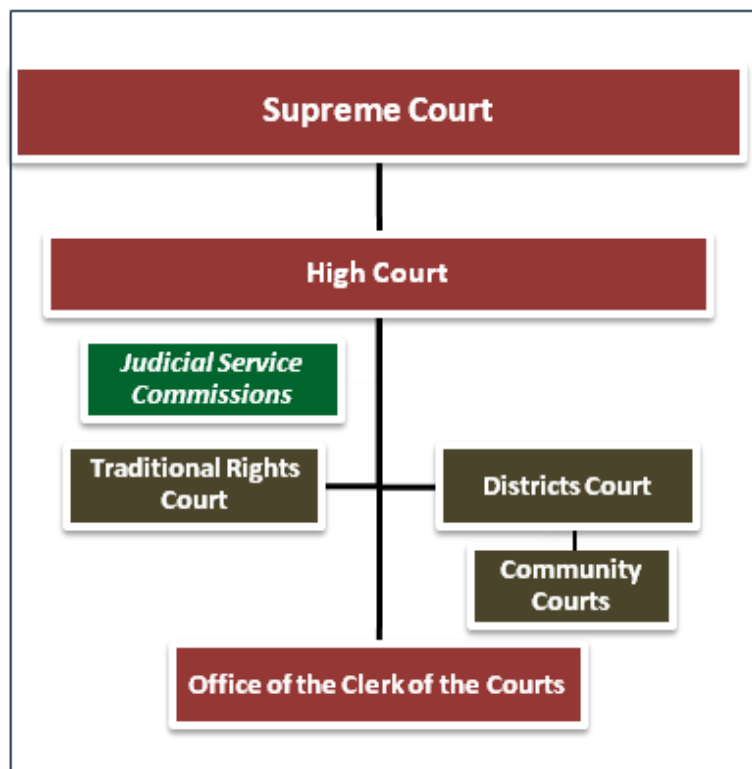 Supreme Court
High Court
Judicial Service
Commissions
Traditional Rights
Court
Districts Court
Community
Courts
Office of the Clerk of the Courts